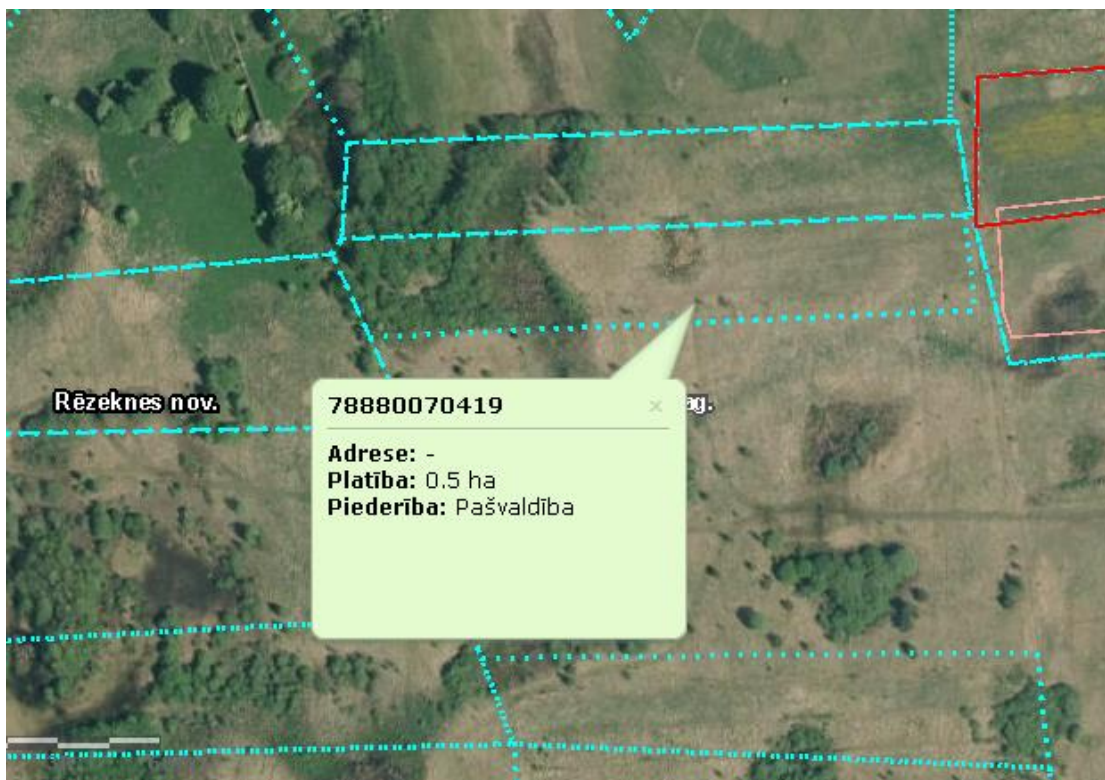 Rēzeknes nov.
78880070419
×
ag.
Adrese: -
Platība: 0.5 ha
Piederība: Pašvaldība